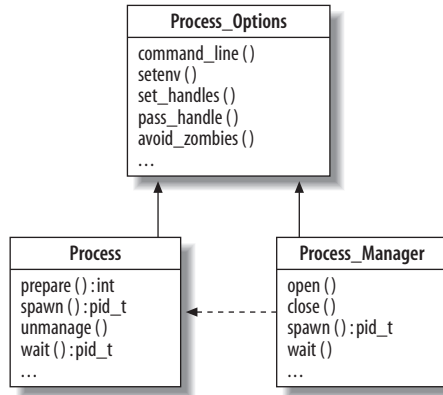 Process_Options
command_line ( )
setenv ( )
set_handles ( )
pass_handle ( )
avoid_zombies ( )
...
Process
prepare ( ) : int
spawn ( ) : pid_t
unmanage ( )
wait ( ) : pid_t
...
Process_Manager
open ( )
close ( )
spawn ( ) : pid_t
wait ( )
...